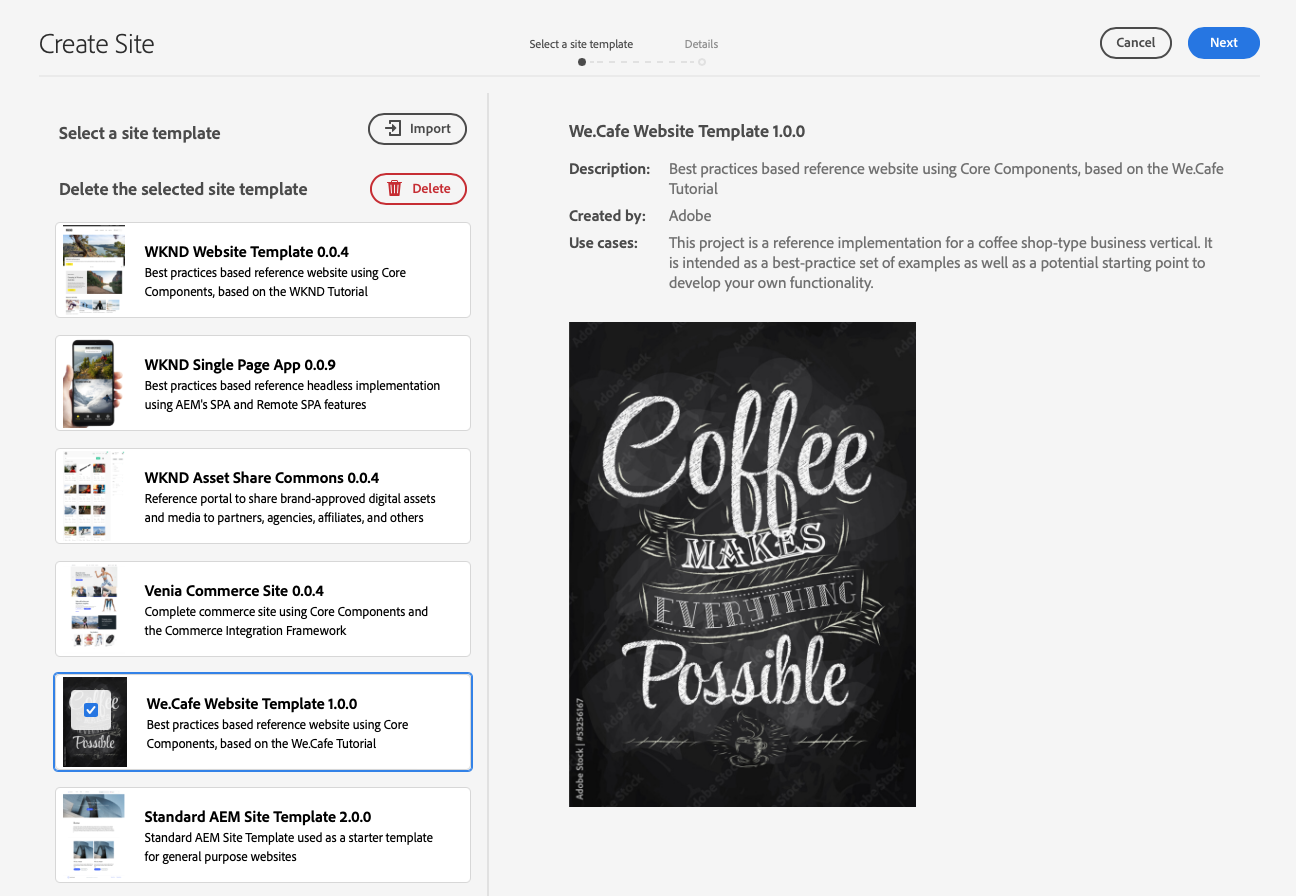 Create Site
Select a site template
Details
Cancel
Next
Select a site template
Import
Delete the selected site template
Delete
WKND Website Template 0.0.4
Best practices based reference website using Core
Components, based on the WKND Tutorial
WKND Single Page App 0.0.9
Best practices based reference headless implementation
using AEM's SPA and Remote SPA features
WKND Asset Share Commons 0.0.4
Reference portal to share brand-approved digital assets
and media to partners, agencies, affiliates, and others
Venia Commerce Site 0.0.4
Complete commerce site using Core Components and
the Commerce Integration Framework
Possible
We.Cafe Website Template 1.0.0
Best practices based reference website using Core
Components, based on the We.Cafe Tutorial
Standard AEM Site Template 2.0.0
Standard AEM Site Template used as a starter template
for general purpose websites
We.Cafe Website Template 1.0.0
Description: Best practices based reference website using Core Components, based on the We.Cafe
Tutorial
Created by: Adobe
Use cases: This project is a reference implementation for a coffee shop-type business vertical. It
is intended as a best-practice set of examples as well as a potential starting point to
develop your own functionality.
Coffee
MAKES
EVERYTHING
Possible
Adobe Stock | #53256167